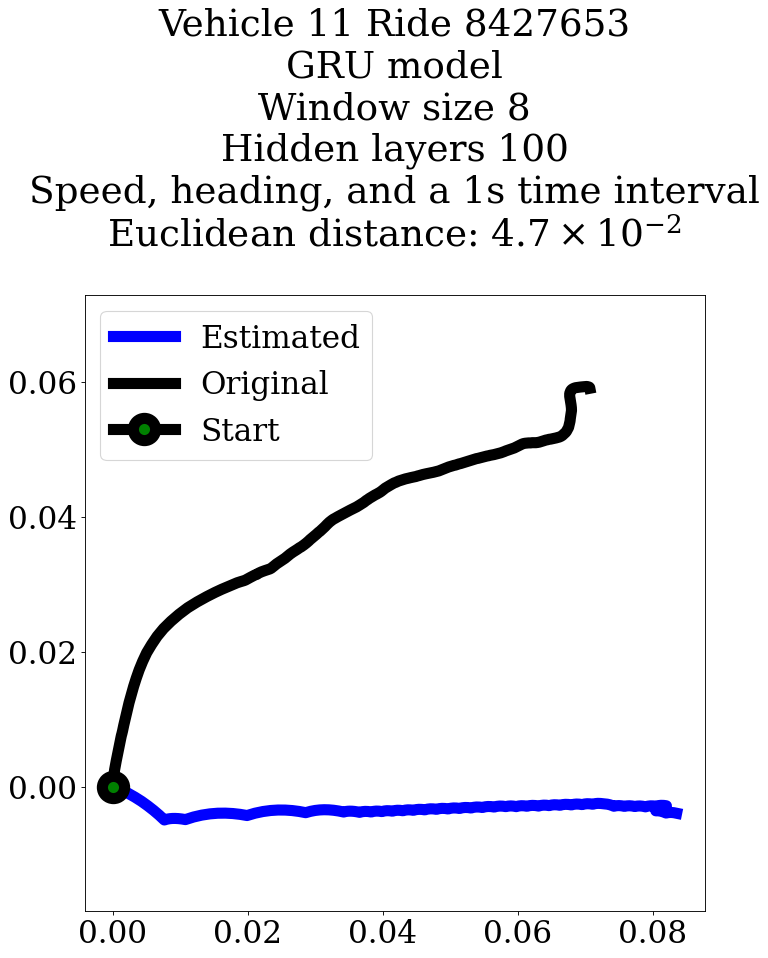 Vehicle 11 Ride 8427653
GRU model
Window size 8
Hidden layers 100
Speed, heading, and a 1s time interval
Euclidean distance: 4.7 × 10⁻²
Estimated
Original
Start
0.06
0.04
0.02
0.00
0.00 0.02 0.04 0.06 0.08